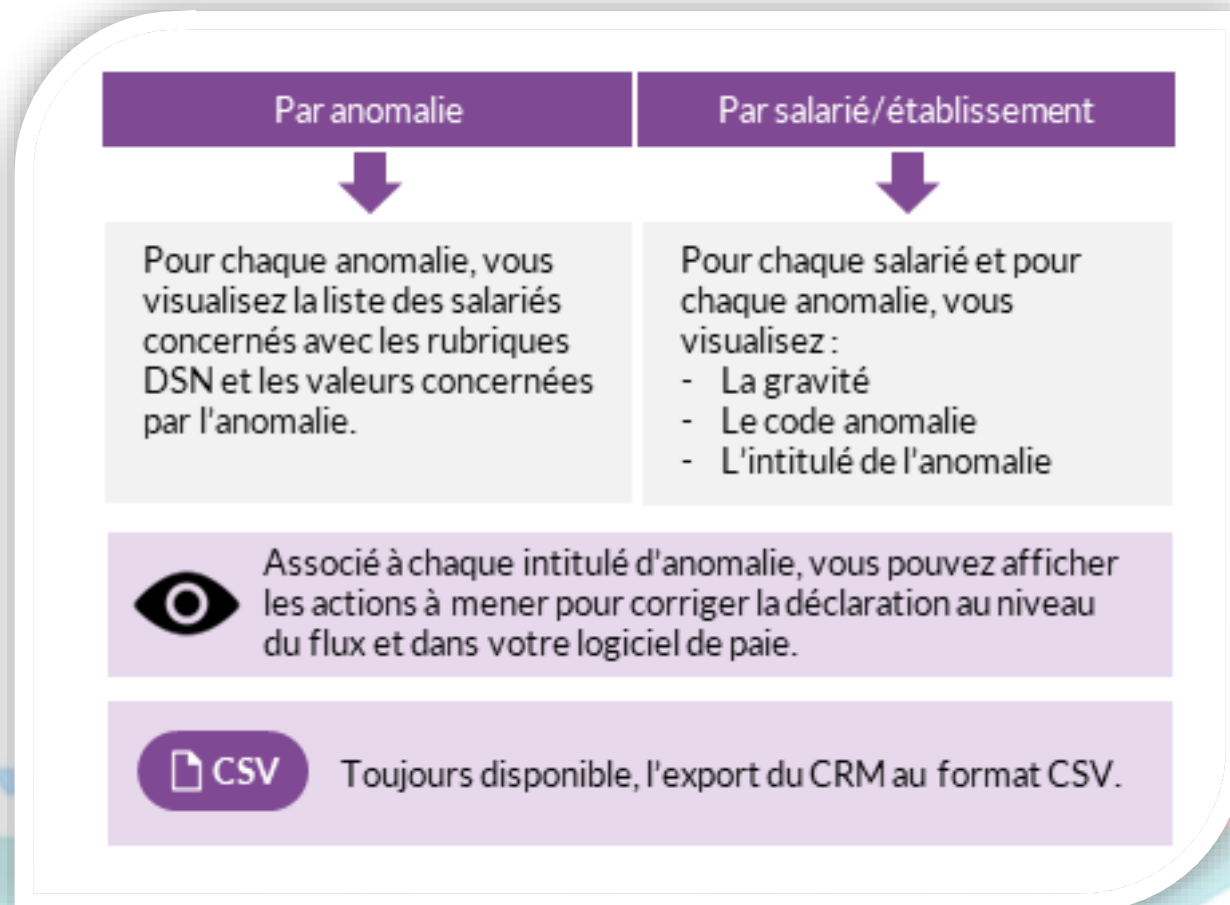 Par anomalie
Par salarié/établissement
Pour chaque anomalie, vous
visualisez la liste des salariés
concernés avec les rubriques
DSN et les valeurs concernées
par l'anomalie.
Pour chaque salarié et pour
chaque anomalie, vous
visualisez :
- La gravité
- Le code anomalie
- L'intitulé de l'anomalie
Associé à chaque intitulé d'anomalie, vous pouvez afficher
les actions à mener pour corriger la déclaration au niveau
du flux et dans votre logiciel de paie.
CSV
Toujours disponible, l'export du CRM au format CSV.